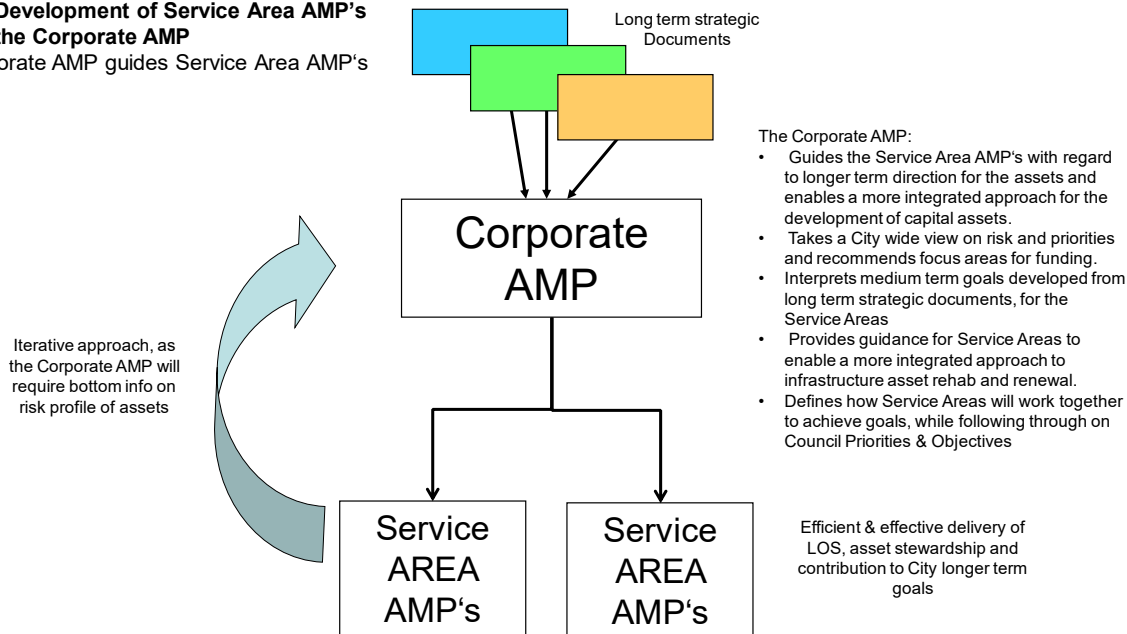 Development of Service Area AMP's
the Corporate AMP
orate AMP guides Service Area AMP‘s
Long term strategic
Documents
The Corporate AMP:
• Guides the Service Area AMP‘s with regard
to longer term direction for the assets and
enables a more integrated approach for the
development of capital assets.
• Takes a City wide view on risk and priorities
and recommends focus areas for funding.
• Interprets medium term goals developed from
long term strategic documents, for the
Service Areas
• Provides guidance for Service Areas to
enable a more integrated approach to
infrastructure asset rehab and renewal.
• Defines how Service Areas will work together
to achieve goals, while following through on
Council Priorities & Objectives
Corporate
AMP
Iterative approach, as
the Corporate AMP will
require bottom info on
risk profile of assets
Service
AREA
AMP‘s
Service
AREA
AMP‘s
Efficient & effective delivery of
LOS, asset stewardship and
contribution to City longer term
goals